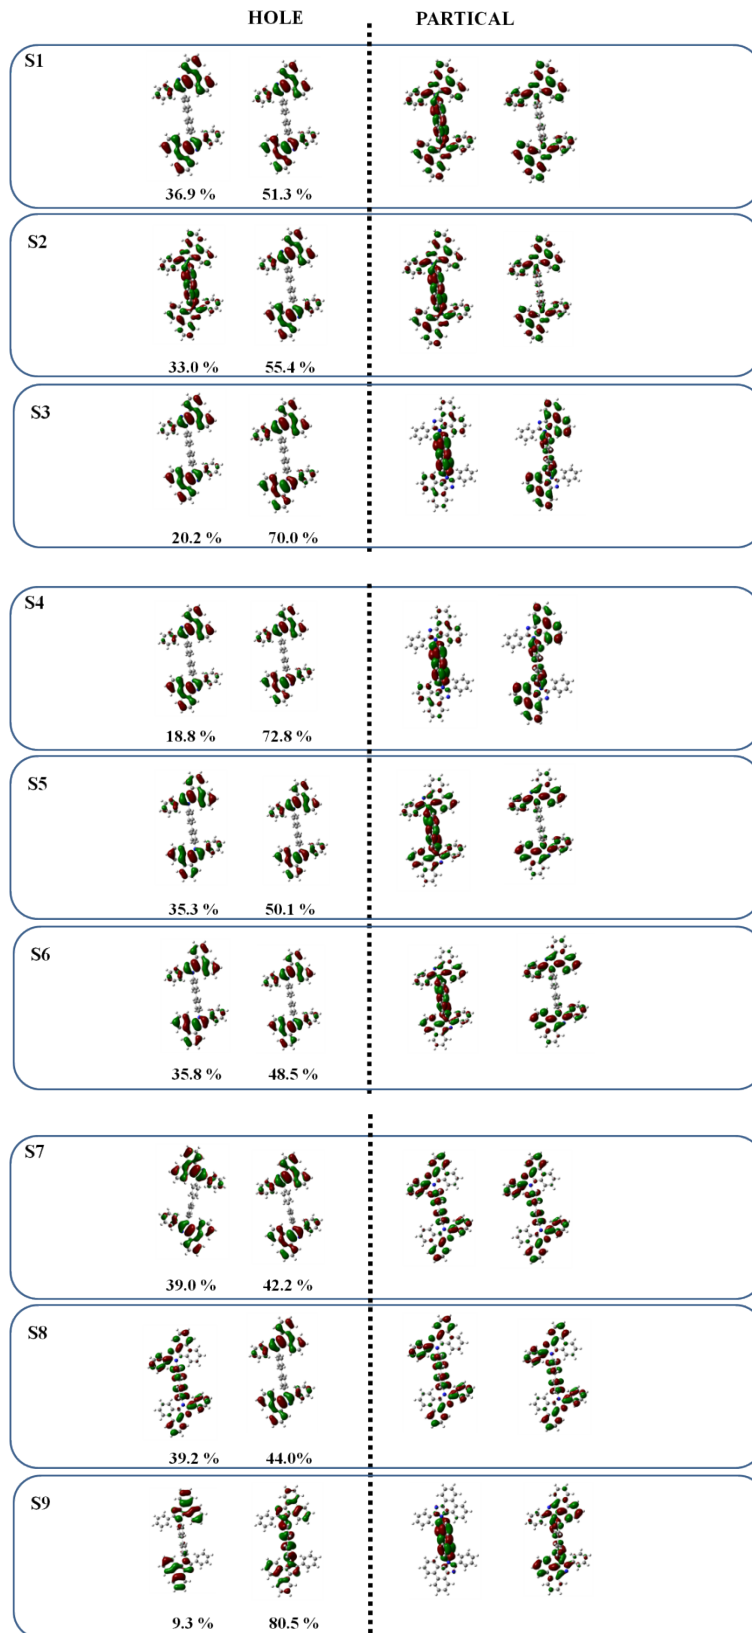 HOLE PARTICAL
S1
36.9 % 51.3 %
S2
33.0 % 55.4 %
S3
20.2 % 70.0 %
S4
18.8 % 72.8 %
S5
35.3 % 50.1 %
S6
35.8 % 48.5 %
S7
39.0 % 42.2 %
S8
39.2 % 44.0%
S9
9.3 % 80.5 %